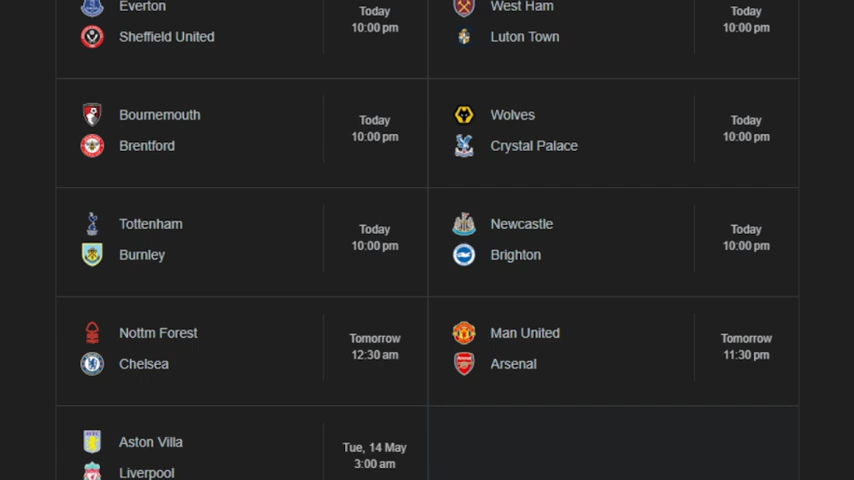 Everton
Sheffield United
Today
10:00 pm
West Ham
Luton Town
Today
10:00 pm
Bournemouth
Brentford
Today
10:00 pm
Wolves
Crystal Palace
Today
10:00 pm
Tottenham
Burnley
Today
10:00 pm
Newcastle
Brighton
Today
10:00 pm
Nottm Forest
Chelsea
Tomorrow
12:30 am
Man United
Arsenal
Tomorrow
11:30 pm
Aston Villa
Liverpool
Tue, 14 May
3:00 am